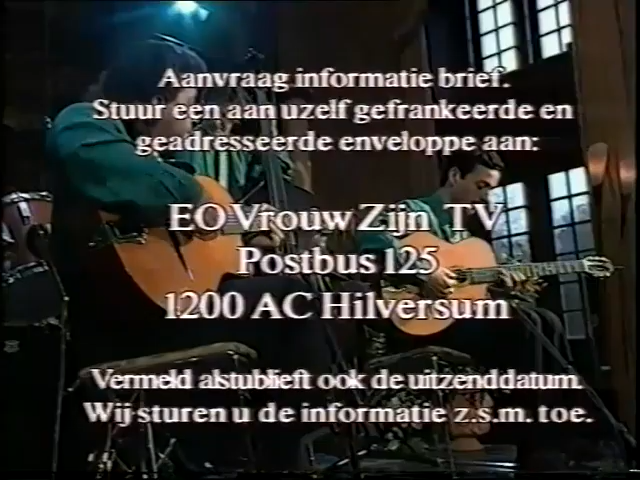 Aanvraag informatie brief.
Stuur een aan uzelf gefrankeerde en
geadresseerde enveloppe aan:
EO Vrouw Zijn TV
Postbus 125
1200 AC Hilversum
Vermeld alstublieft ook de uitzenddatum.
Wij sturen u de informatie z.s.m. toe.